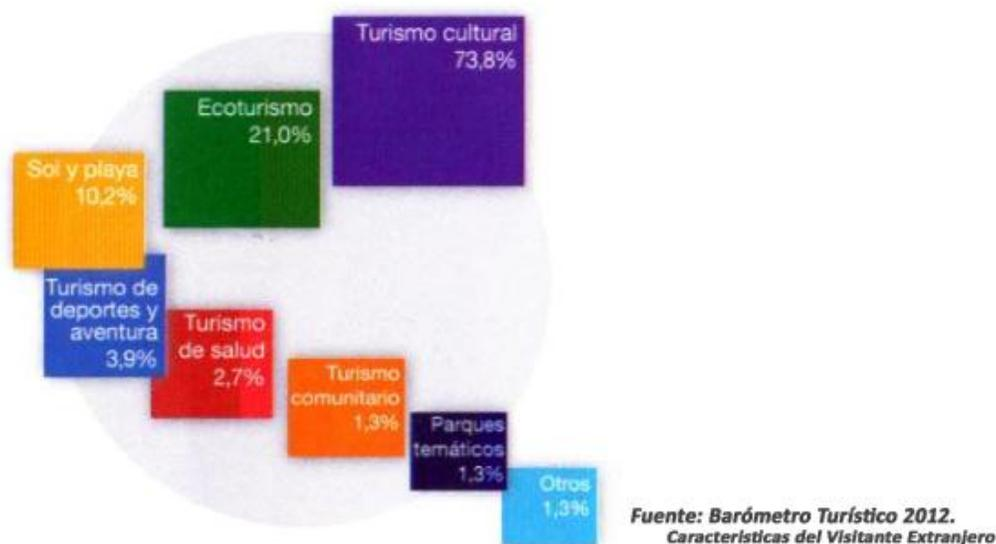 Turismo cultural
73,8%
Ecoturismo
21,0%
Sol y playa
10,2%
Turismo de
deportes y
aventura
3,9%
Turismo
de salud
2,7%
Turismo
comunitario
1,3%
Parques
temáticos
1,3%
Otros
1,3%
Fuente: Barómetro Turístico 2012.
Caracteristicas del Visitante Extranjero